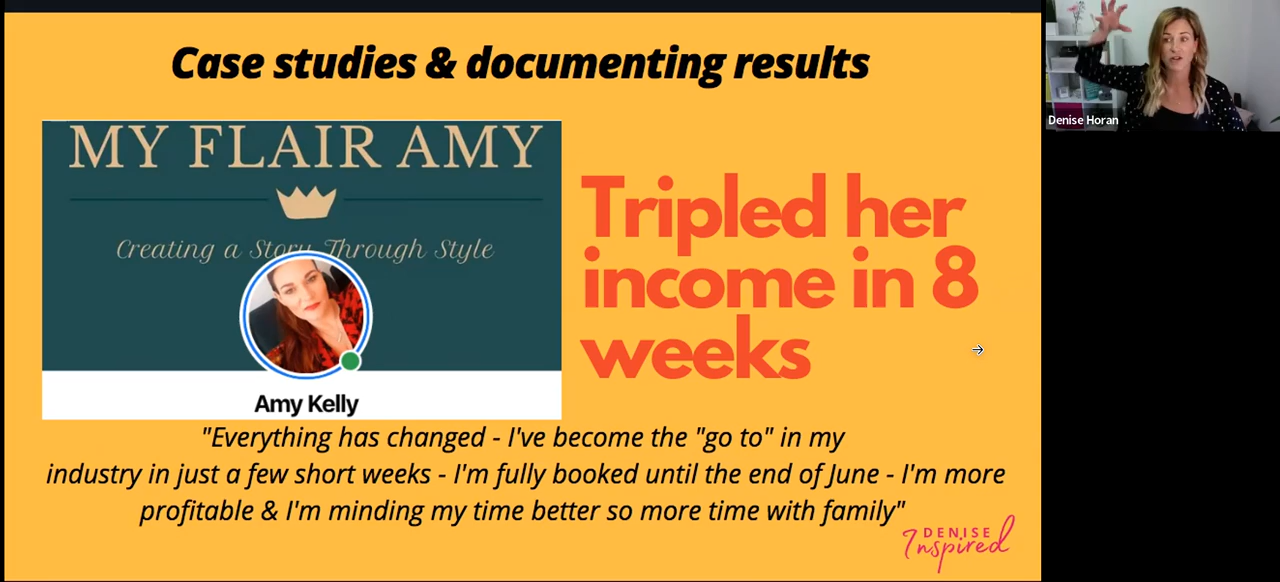 Case studies & documenting results
MY FLAIR AMY
Creating a Story Through Style
Amy Kelly
Tripled her
income in 8
weeks
"Everything has changed - I've become the "go to" in my
industry in just a few short weeks - I'm fully booked until the end of June - I'm more
profitable & I'm minding my time better so more time with family"
DENISE
Inspired
Denise Horan